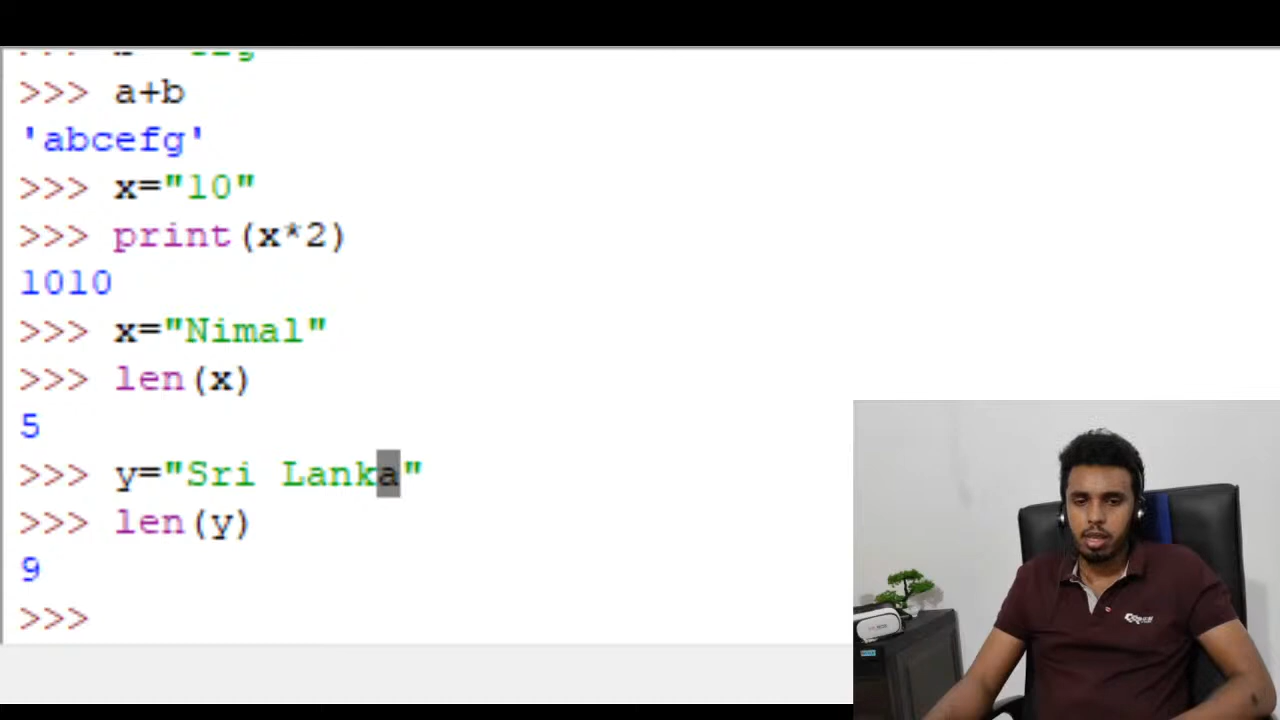 >>> a+b
'abcefg'
>>> x="10"
>>> print(x*2)
1010
>>> x="Nimal"
>>> len(x)
5
>>> y="Sri Lanka"
>>> len(y)
9
>>>